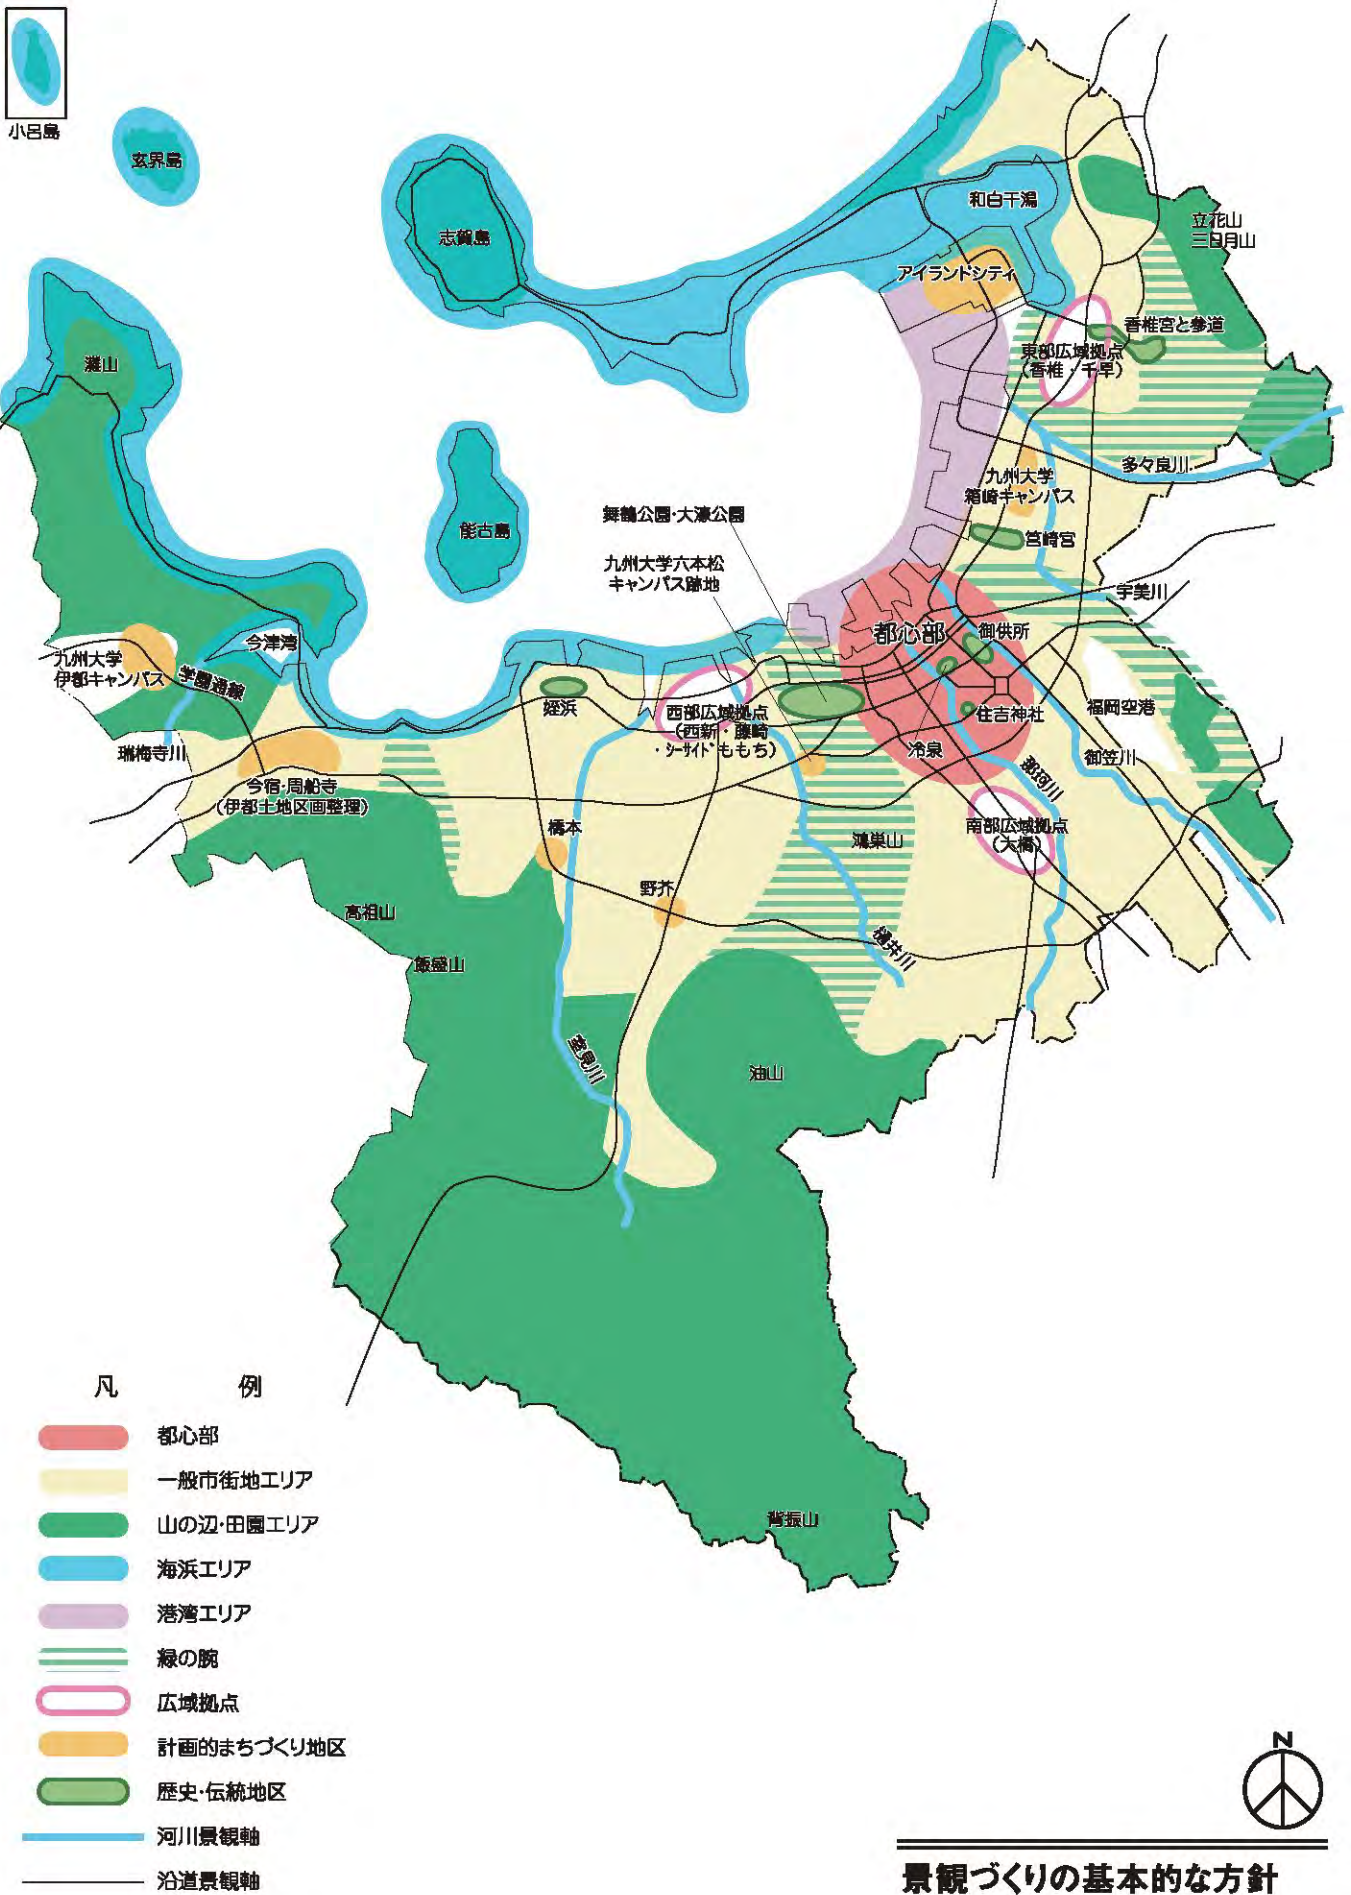 小呂島
玄界島
志賀島
和白干潟
立花山
三日月山
アイランドシティ
香椎宮と参道
東部広域拠点
（香椎・千早）
灘山
多々良川
九州大学
箱崎キャンパス
舞鶴公園・大濠公園
能古島
筥崎宮
九州大学六本松
キャンパス跡地
宇美川
都心部
御供所
今津湾
九州大学
伊都キャンパス
学園通線
姪浜
西部広域拠点
（西新・藤崎
・シーサイドももち）
住吉神社
福岡空港
冷泉
御笠川
瑞梅寺川
那珂川
今宿・周船寺
（伊都土地区画整理）
橋本
鴻巣山
南部広域拠点
（大橋）
野芥
高祖山
樋井川
飯盛山
室見川
油山
背振山
凡例
都心部
一般市街地エリア
山の辺・田園エリア
海浜エリア
港湾エリア
緑の腕
広域拠点
計画的まちづくり地区
歴史・伝統地区
河川景観軸
沿道景観軸
N
景観づくりの基本的な方針